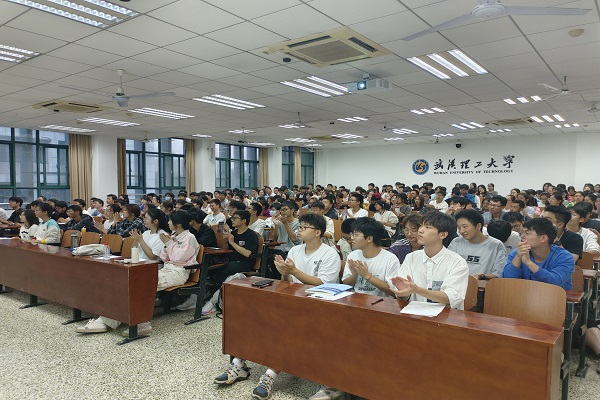 武汉理工大学
WUHAN UNIVERSITY OF TECHNOLOGY